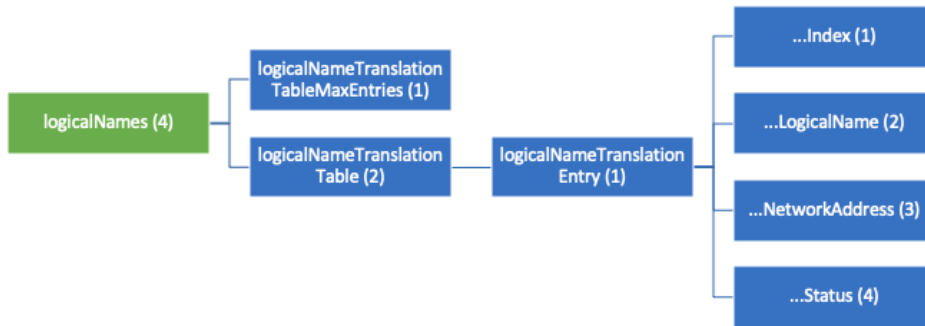 ...Index (1)
logicalNameTranslation
TableMaxEntries (1)
logicalNames (4)
...LogicalName (2)
logicalNameTranslation
Table (2)
logicalNameTranslation
Entry (1)
...NetworkAddress (3)
...Status (4)